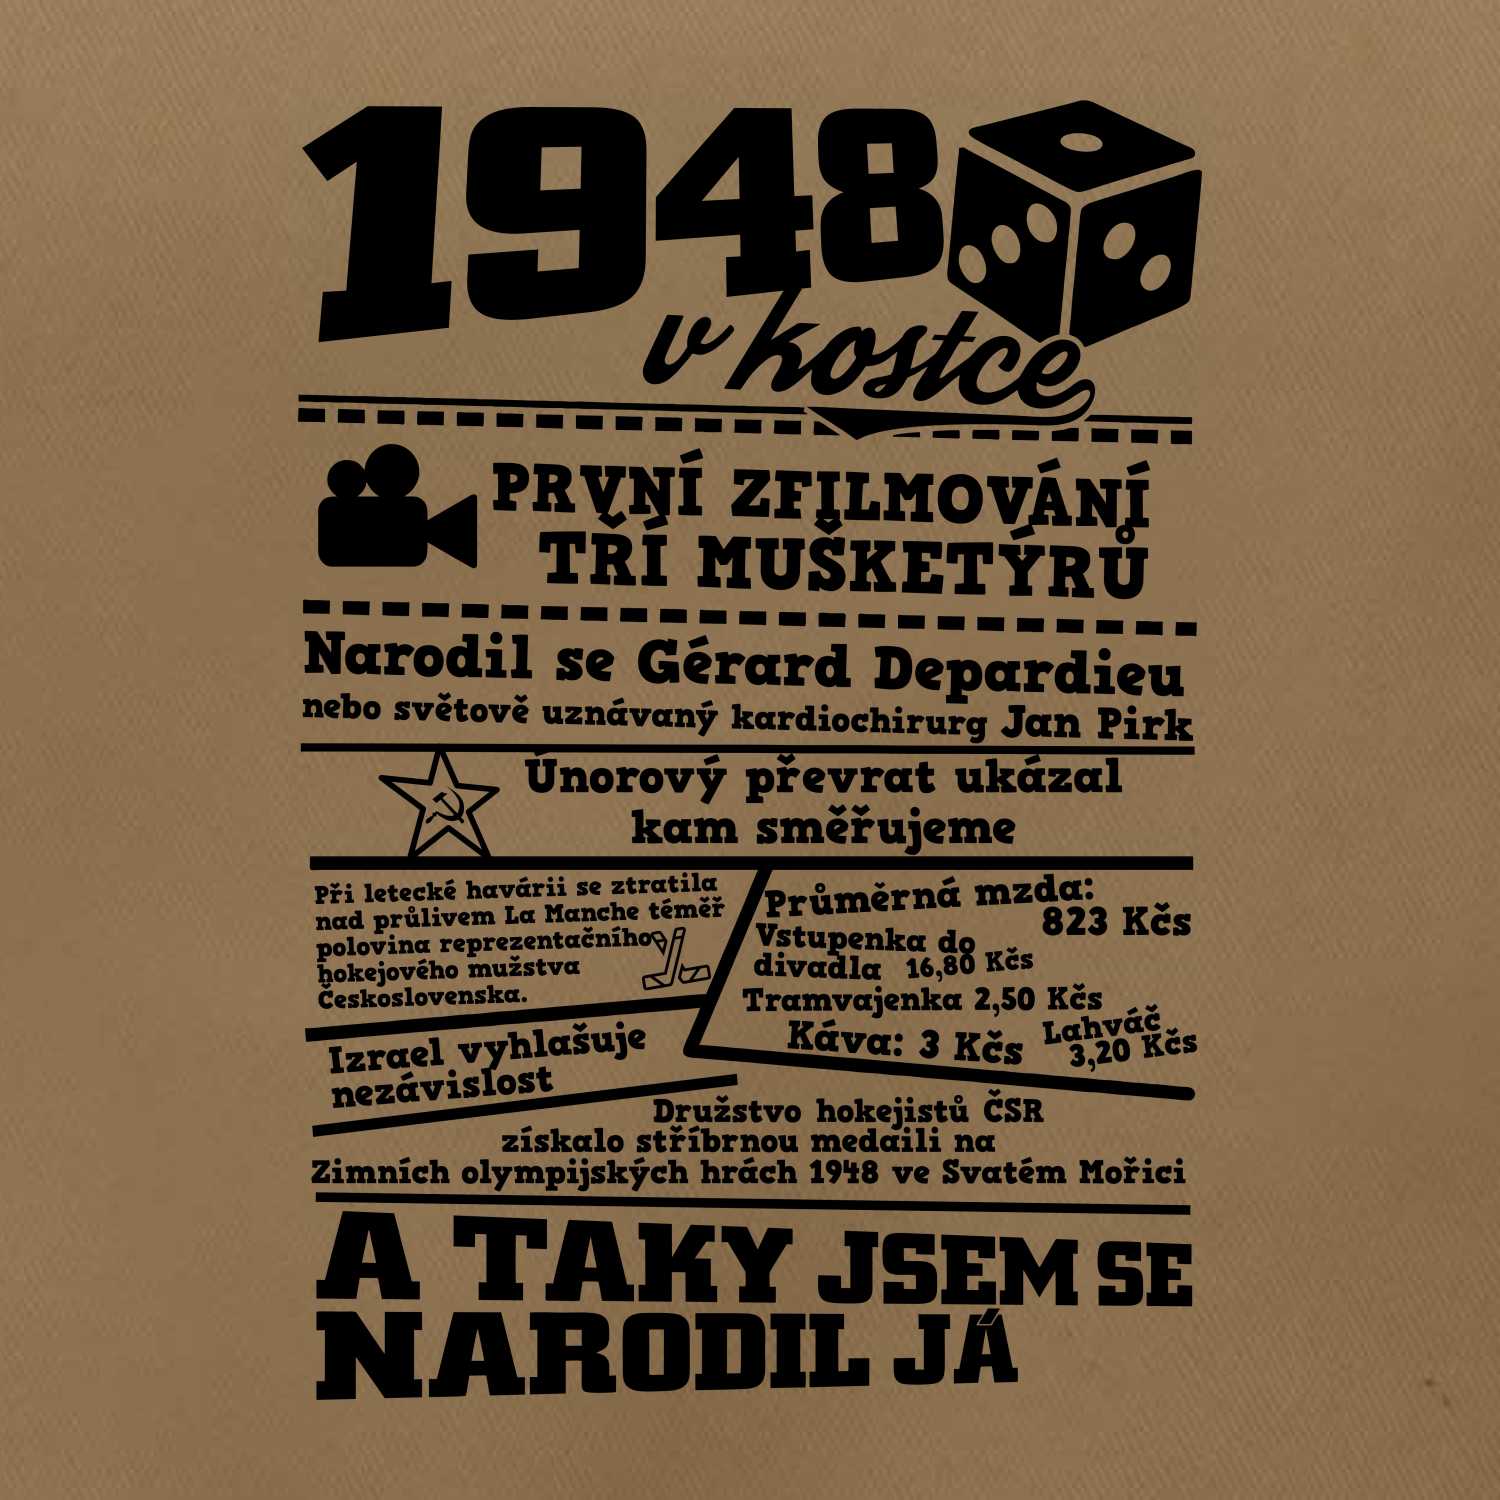 1948
v kostce
PRVNÍ ZFILMOVÁNÍ
TŘÍ MUŠKETÝRŮ
Narodil se Gérard Depardieu
nebo světově uznávaný kardiochirurg Jan Pirk
Únorový převrat ukázal
kam směřujeme
Při letecké havárii se ztratila
nad průlivem La Manche téměř
polovina reprezentačního
hokejového mužstva
Československa.
Průměrná mzda:
823 Kčs
Vstupenka do
divadla 16,80 Kčs
Tramvajenka 2,50 Kčs
Káva: 3 Kčs
Lahváč
3,20 Kčs
Izrael vyhlašuje
nezávislost
Družstvo hokejistů ČSR
získalo stříbrnou medaili na
Zimních olympijských hrách 1948 ve Svatém Mořici
A TAKY JSEM SE
NARODIL JÁ